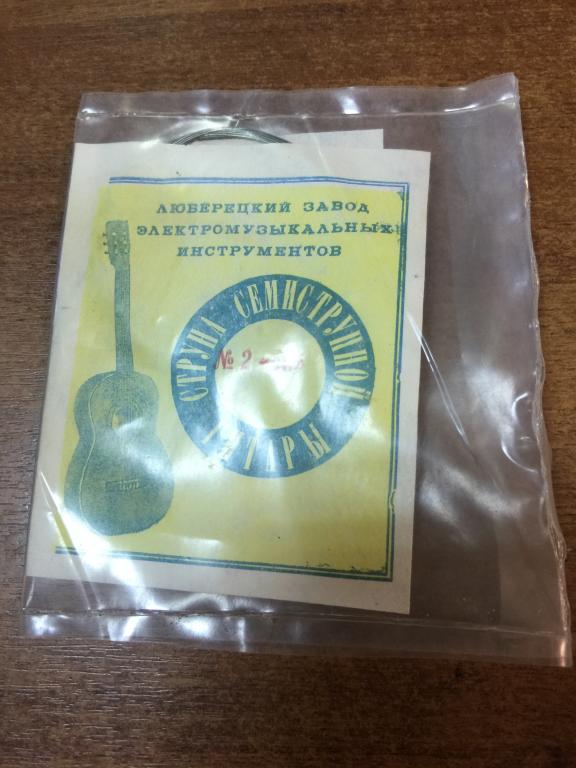 ЛЮБЕРЕЦКИЙ ЗАВОД
ЭЛЕКТРОМУЗЫКАЛЬНЫХ
ИНСТРУМЕНТОВ
СТРУНА СЕМИСТРУННОЙ
ГИТАРЫ
№ 2 –